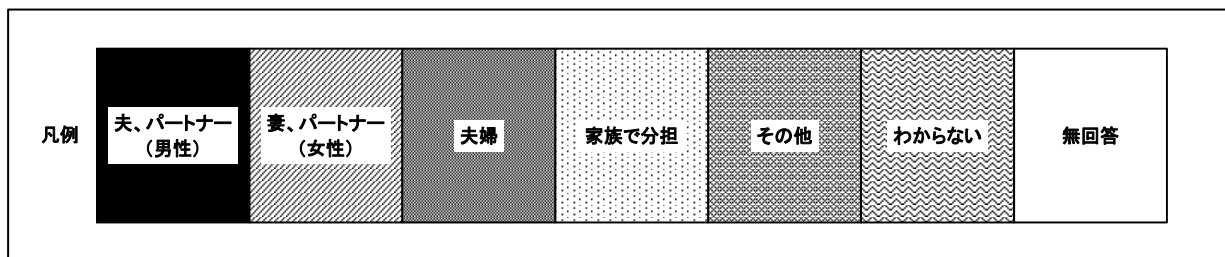 凡例
夫、パートナー
（男性）
妻、パートナー
（女性）
夫婦
家族で分担
その他
わからない
無回答